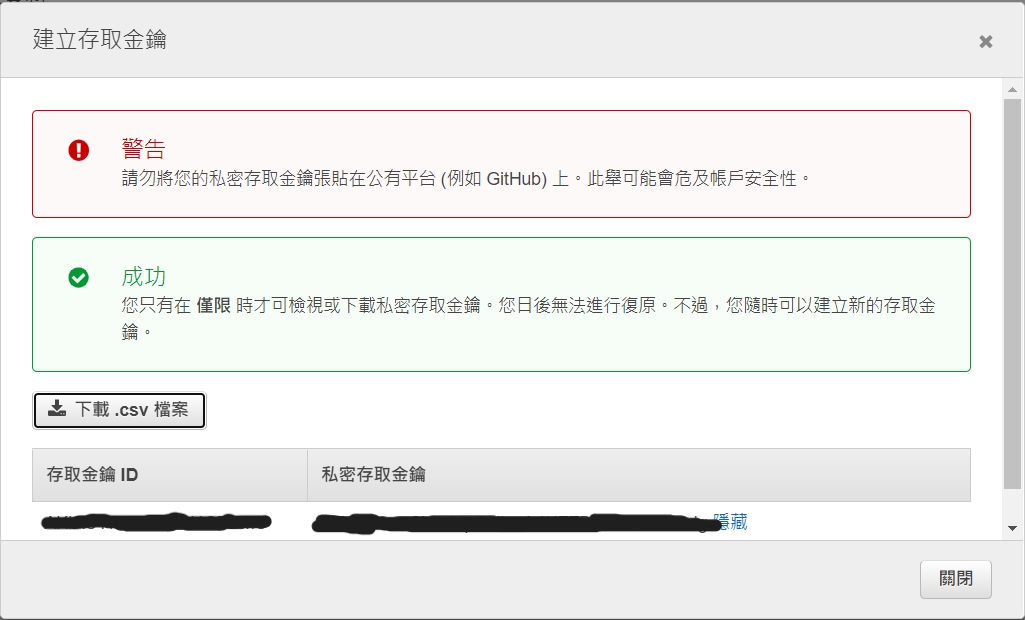 建立存取金鑰
警告
請勿將您的私密存取金鑰張貼在公有平台 (例如 GitHub) 上。此舉可能會危及帳戶安全性。
成功
您只有在 僅限 時才可檢視或下載私密存取金鑰。您日後無法進行復原。不過，您隨時可以建立新的存取金
鑰。
下載 .csv 檔案
存取金鑰 ID 私密存取金鑰
隱藏
關閉